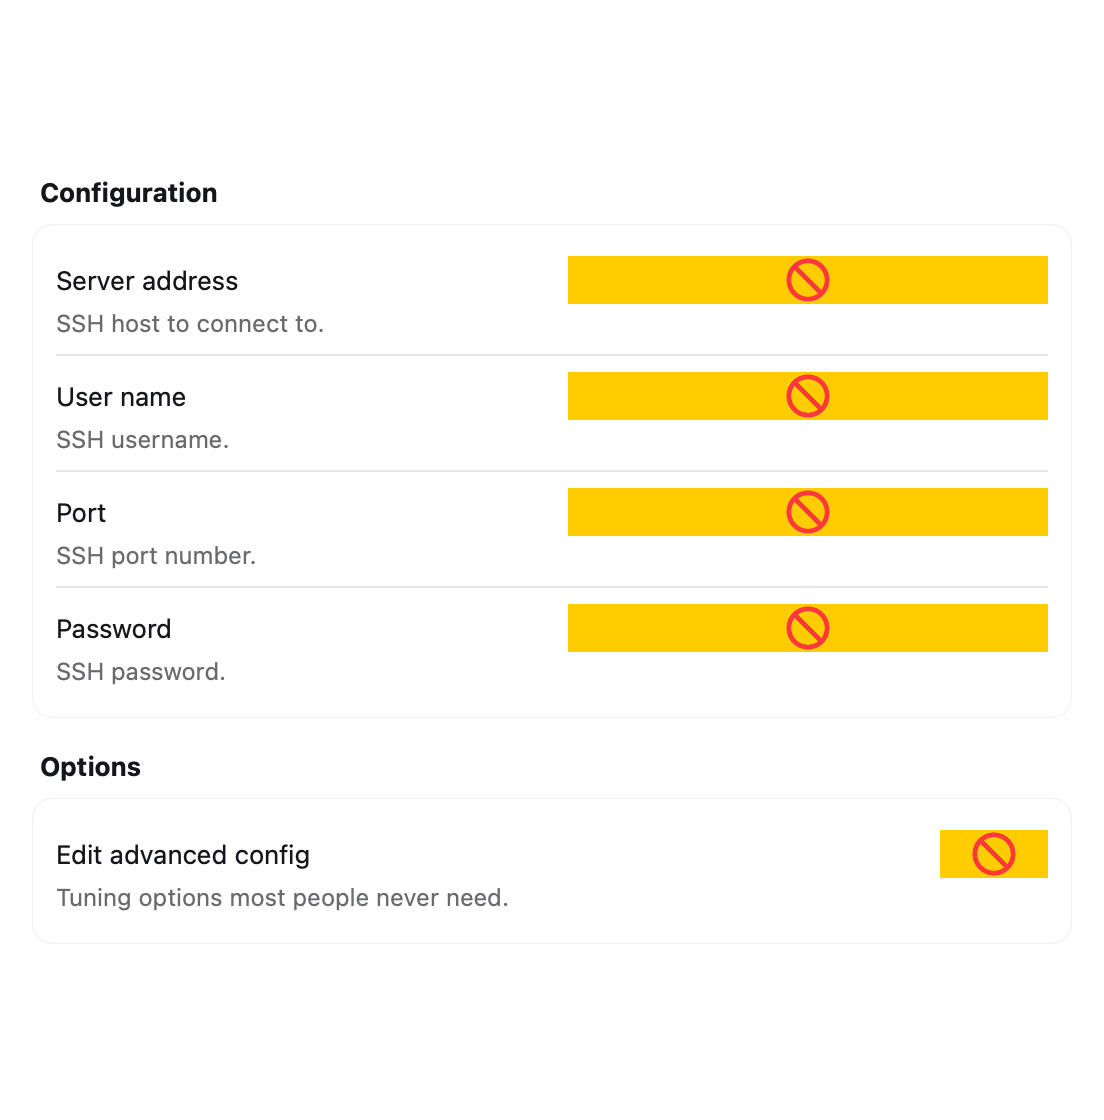 Configuration
Server address
SSH host to connect to.
User name
SSH username.
Port
SSH port number.
Password
SSH password.
Options
Edit advanced config
Tuning options most people never need.